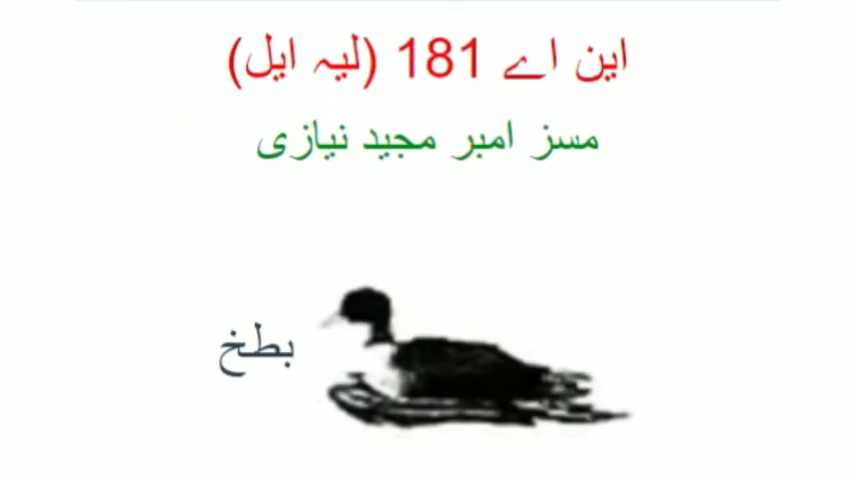 این اے 181 (لیہ ایل)
مسز امبر مجید نیازی
بطخ